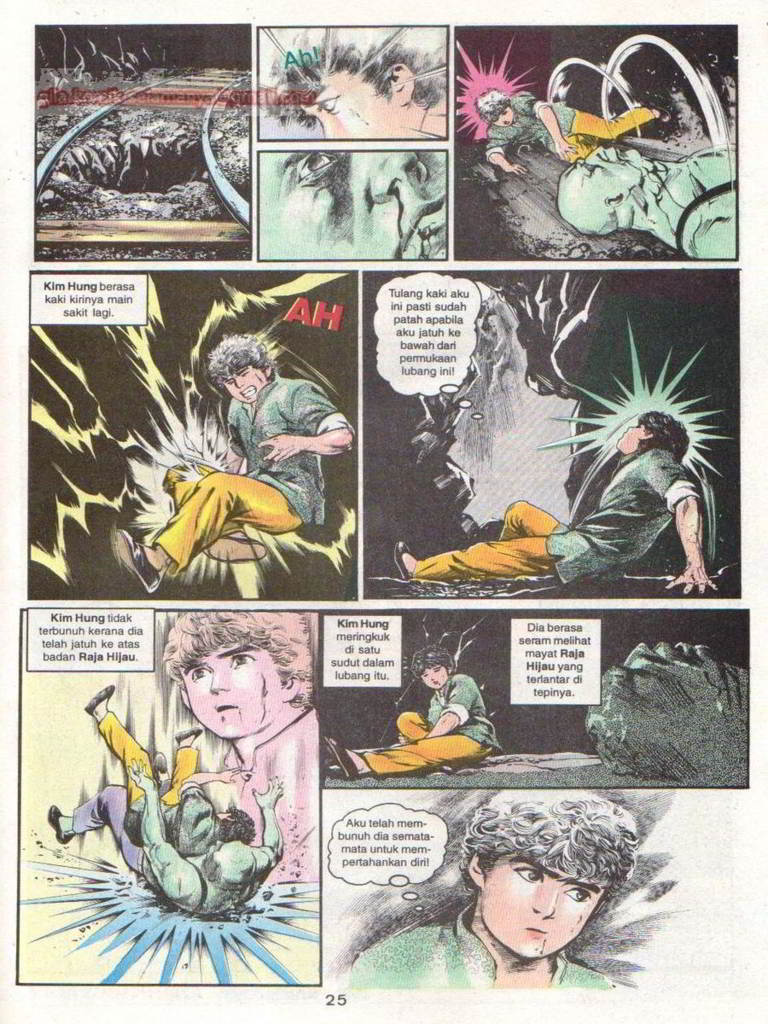 Ah!
Kim Hung berasa
kaki kirinya main
sakit lagi.
AH
Tulang kaki aku
ini pasti sudah
patah apabila
aku jatuh ke
bawah dari
permukaan
lubang ini!
Kim Hung tidak
terbunuh kerana dia
telah jatuh ke atas
badan Raja Hijau.
Kim Hung
meringkuk
di satu
sudut dalam
lubang itu.
Dia berasa
seram melihat
mayat Raja
Hijau yang
terlantar di
tepinya.
Aku telah mem-
bunuh dia semata-
mata untuk mem-
pertahankan diri!
25